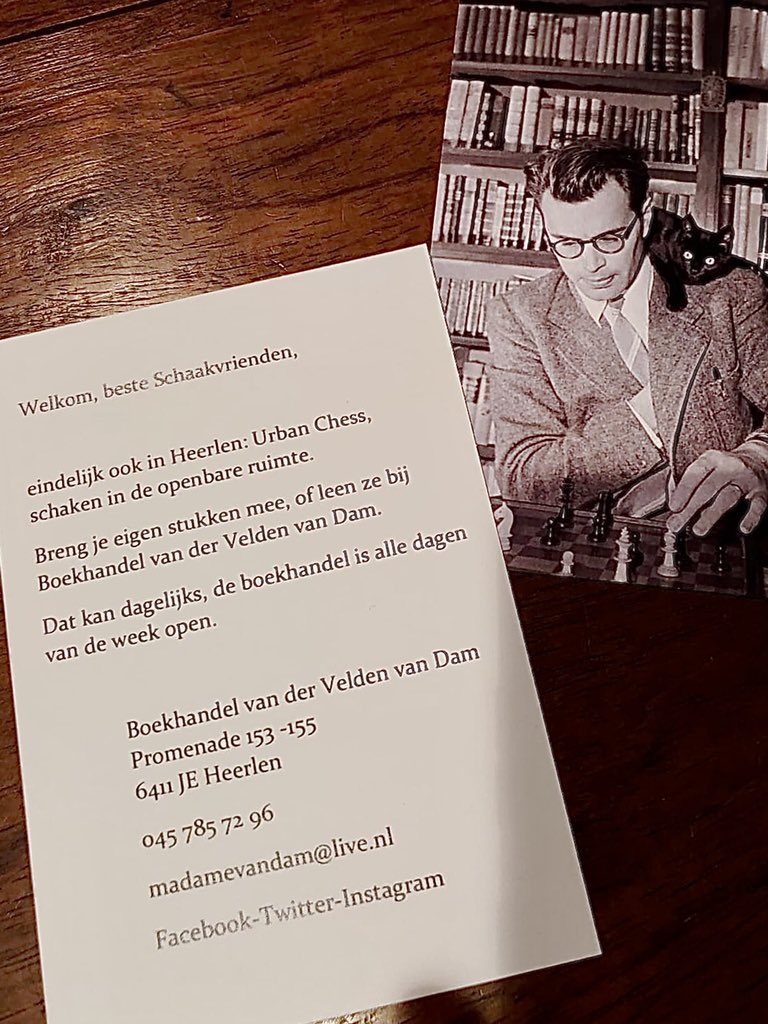 Welkom, beste Schaakvrienden,
eindelijk ook in Heerlen: Urban Chess,
schaken in de openbare ruimte.
Breng je eigen stukken mee, of leen ze bij
Boekhandel van der Velden van Dam.
Dat kan dagelijks, de boekhandel is alle dagen
van de week open.
Boekhandel van der Velden van Dam
Promenade 153 -155
6411 JE Heerlen
045 785 72 96
madamevandam@live.nl
Facebook-Twitter-Instagram